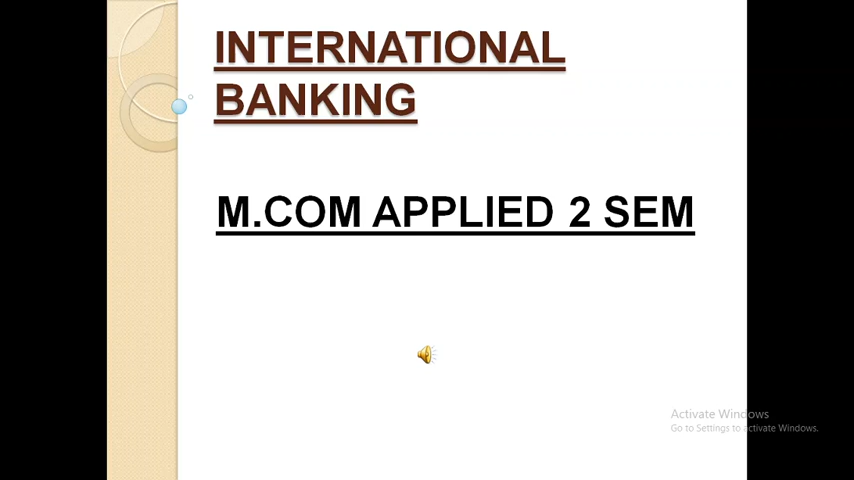 INTERNATIONAL
BANKING
M.COM APPLIED 2 SEM
Activate Windows
Go to Settings to activate Windows.